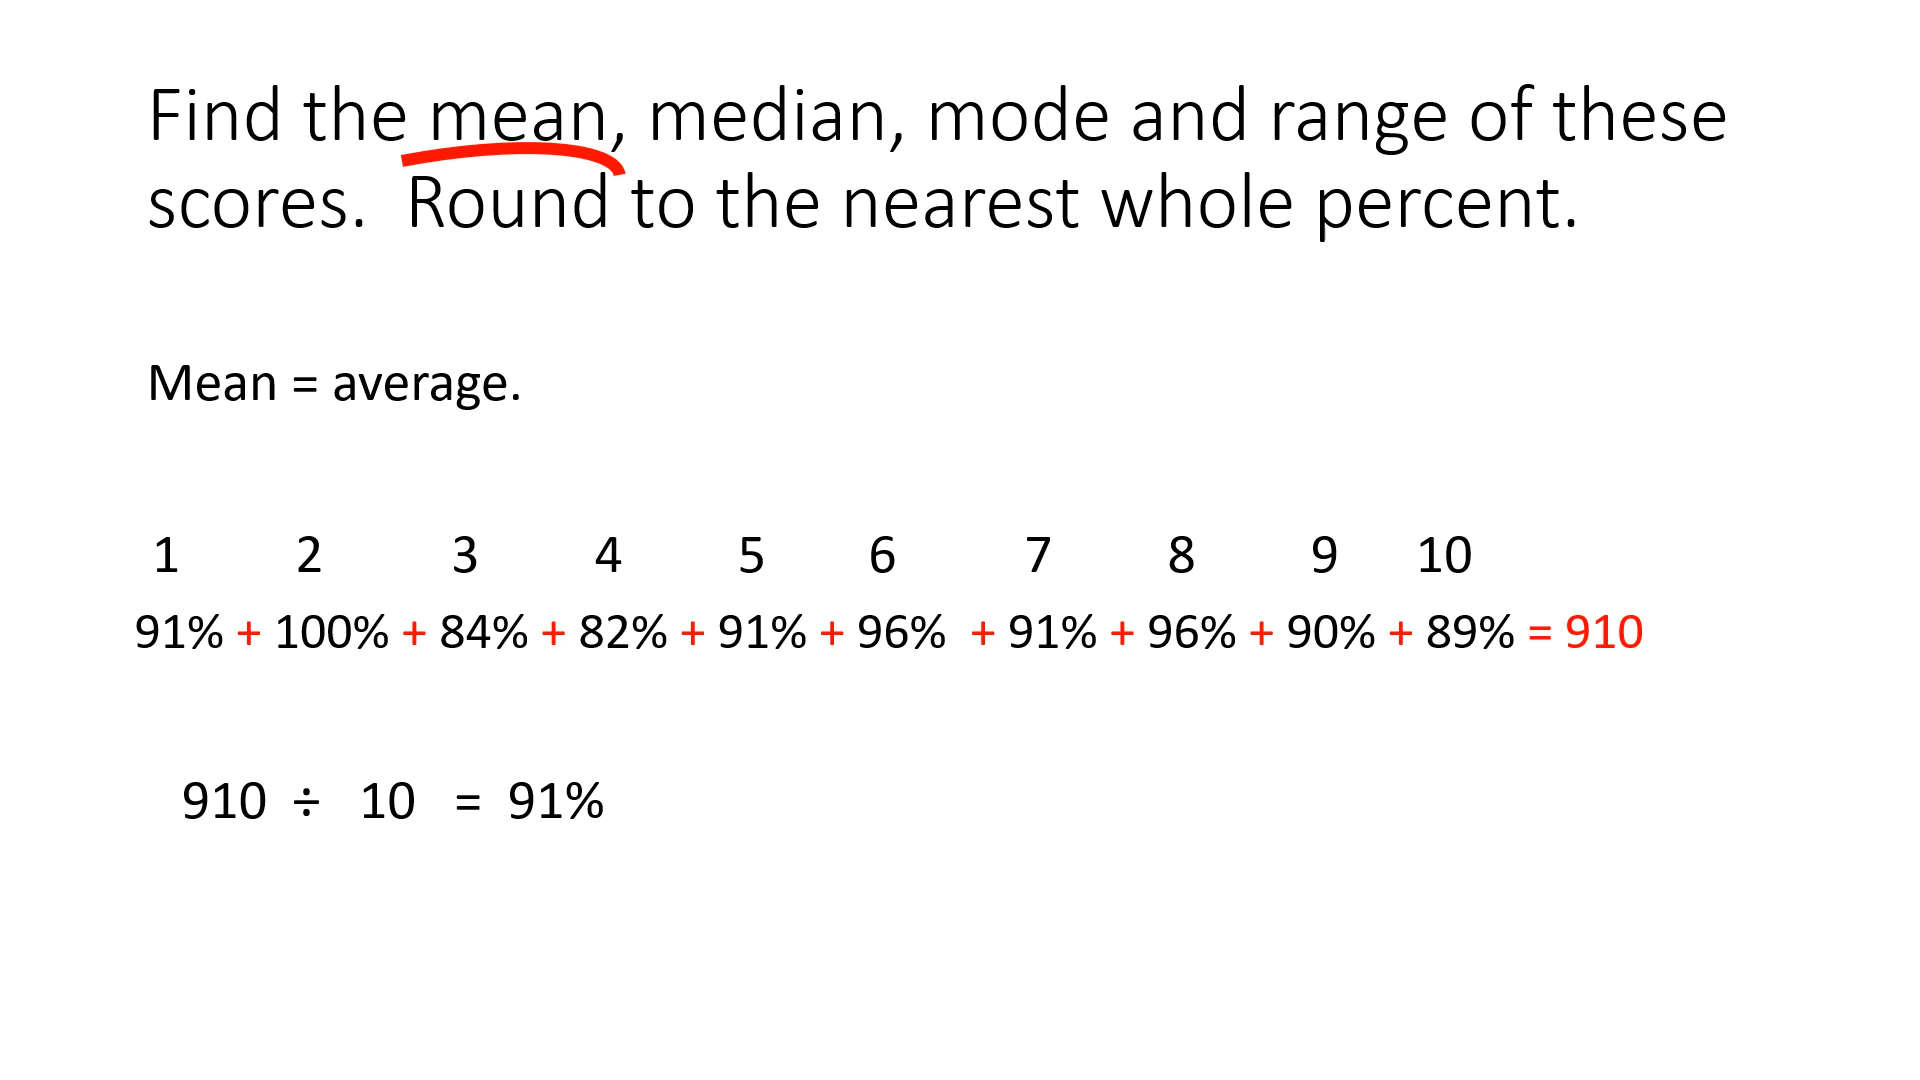 Find the mean, median, mode and range of these
scores.  Round to the nearest whole percent.
Mean = average.
1 2 3 4 5 6 7 8 9 10
91% + 100% + 84% + 82% + 91% + 96% + 91% + 96% + 90% + 89% = 910
910 ÷ 10 = 91%